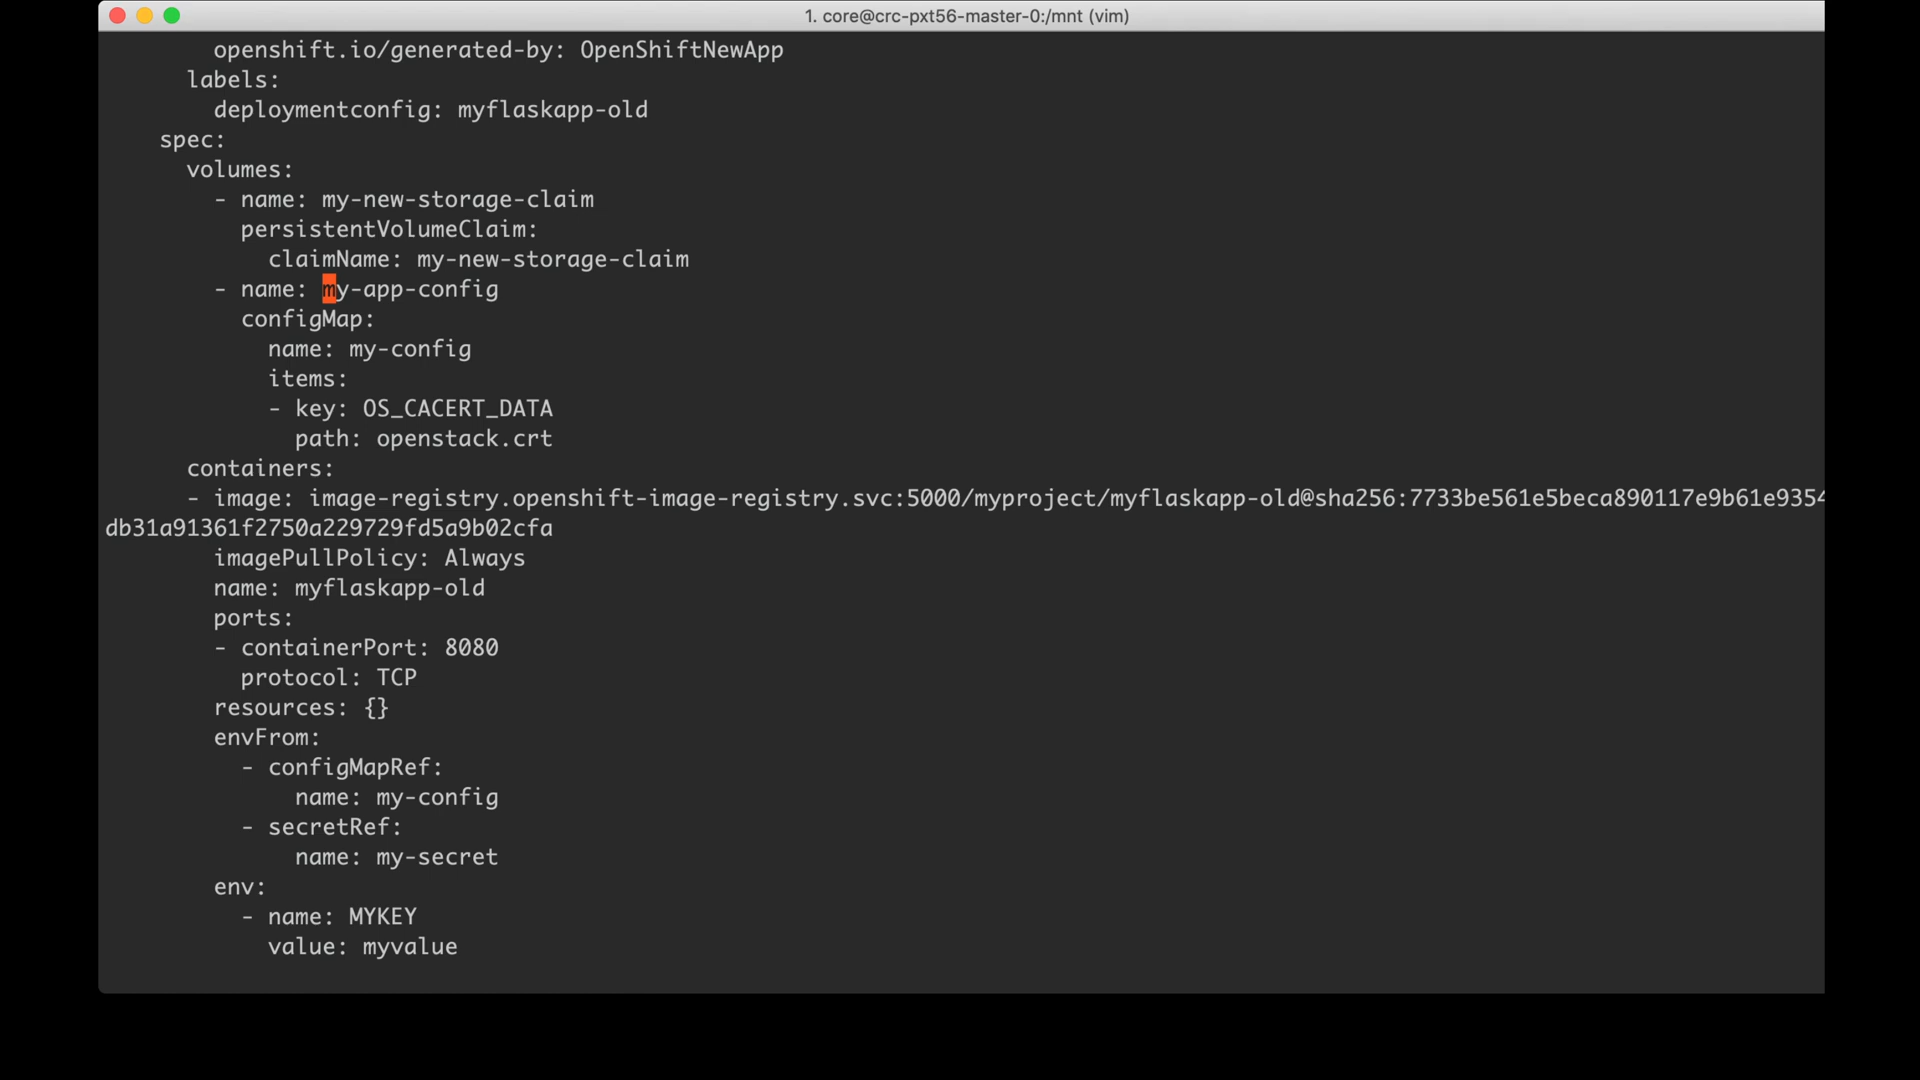 1. core@crc-pxt56-master-0:/mnt (vim)
openshift.io/generated-by: OpenShiftNewApp
labels:
deploymentconfig: myflaskapp-old
spec:
volumes:
- name: my-new-storage-claim
persistentVolumeClaim:
claimName: my-new-storage-claim
- name: my-app-config
configMap:
name: my-config
items:
- key: OS_CACERT_DATA
path: openstack.crt
containers:
- image: image-registry.openshift-image-registry.svc:5000/myproject/myflaskapp-old@sha256:7733be561e5beca890117e9b61e9354
db31a91361f2750a229729fd5a9b02cfa
imagePullPolicy: Always
name: myflaskapp-old
ports:
- containerPort: 8080
protocol: TCP
resources: {}
envFrom:
- configMapRef:
name: my-config
- secretRef:
name: my-secret
env:
- name: MYKEY
value: myvalue